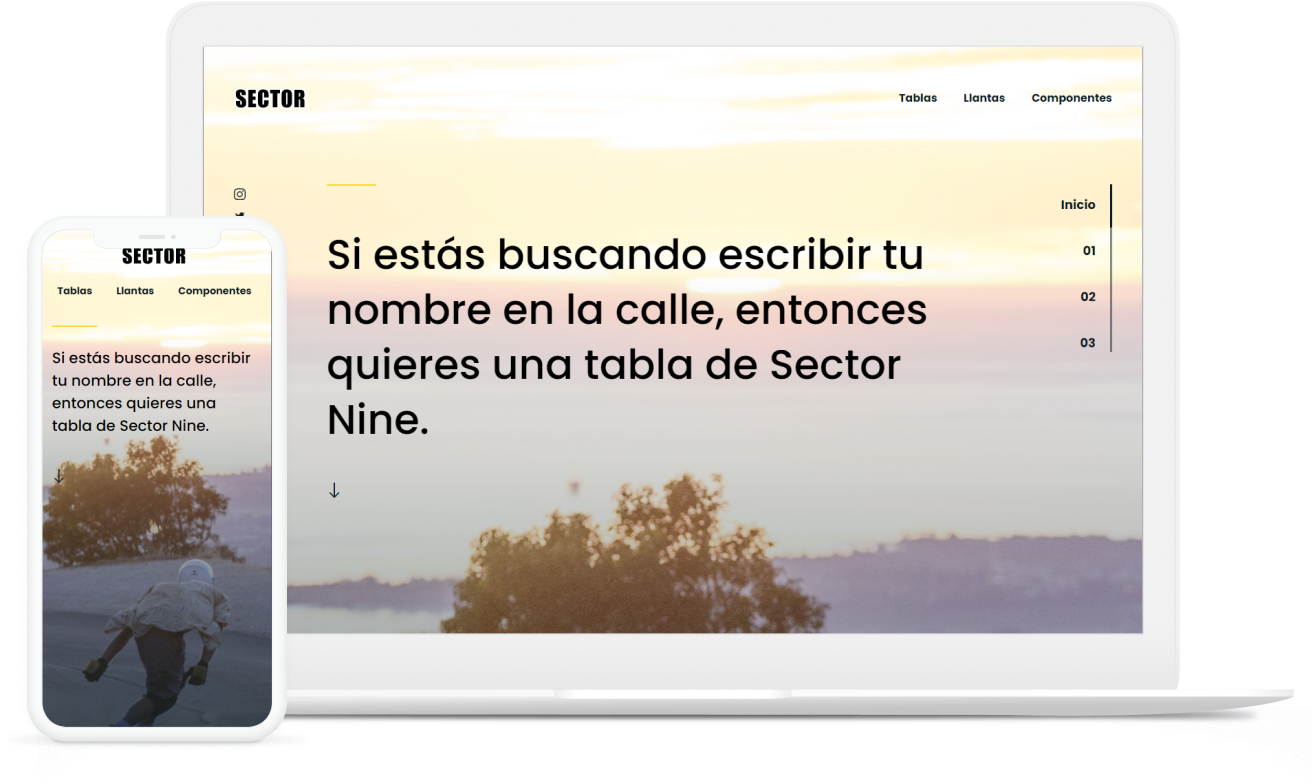 SECTOR
Tablas Llantas Componentes
Inicio
01
02
03
Si estás buscando escribir tu
nombre en la calle, entonces
quieres una tabla de Sector
Nine.
SECTOR
Tablas Llantas Componentes
Si estás buscando escribir
tu nombre en la calle,
entonces quieres una
tabla de Sector Nine.